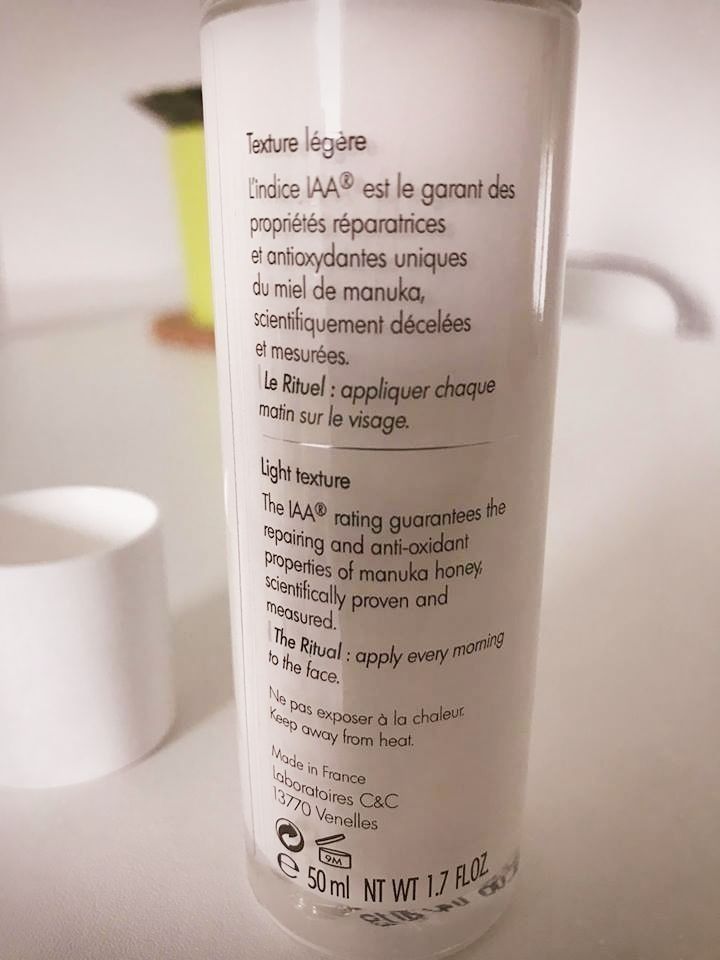 Texture légère
L'indice IAA® est le garant des
propriétés réparatrices
et antioxydantes uniques
du miel de manuka,
scientifiquement décelées
et mesurées.
Le Rituel : appliquer chaque
matin sur le visage.
Light texture
The IAA® rating guarantees the
repairing and anti-oxidant
properties of manuka honey,
scientifically proven and
measured.
The Ritual : apply every morning
to the face.
Ne pas exposer à la chaleur.
Keep away from heat.
Made in France
Laboratoires C&C
13770 Venelles
9M
e 50 ml NT WT 1.7 FL.OZ.